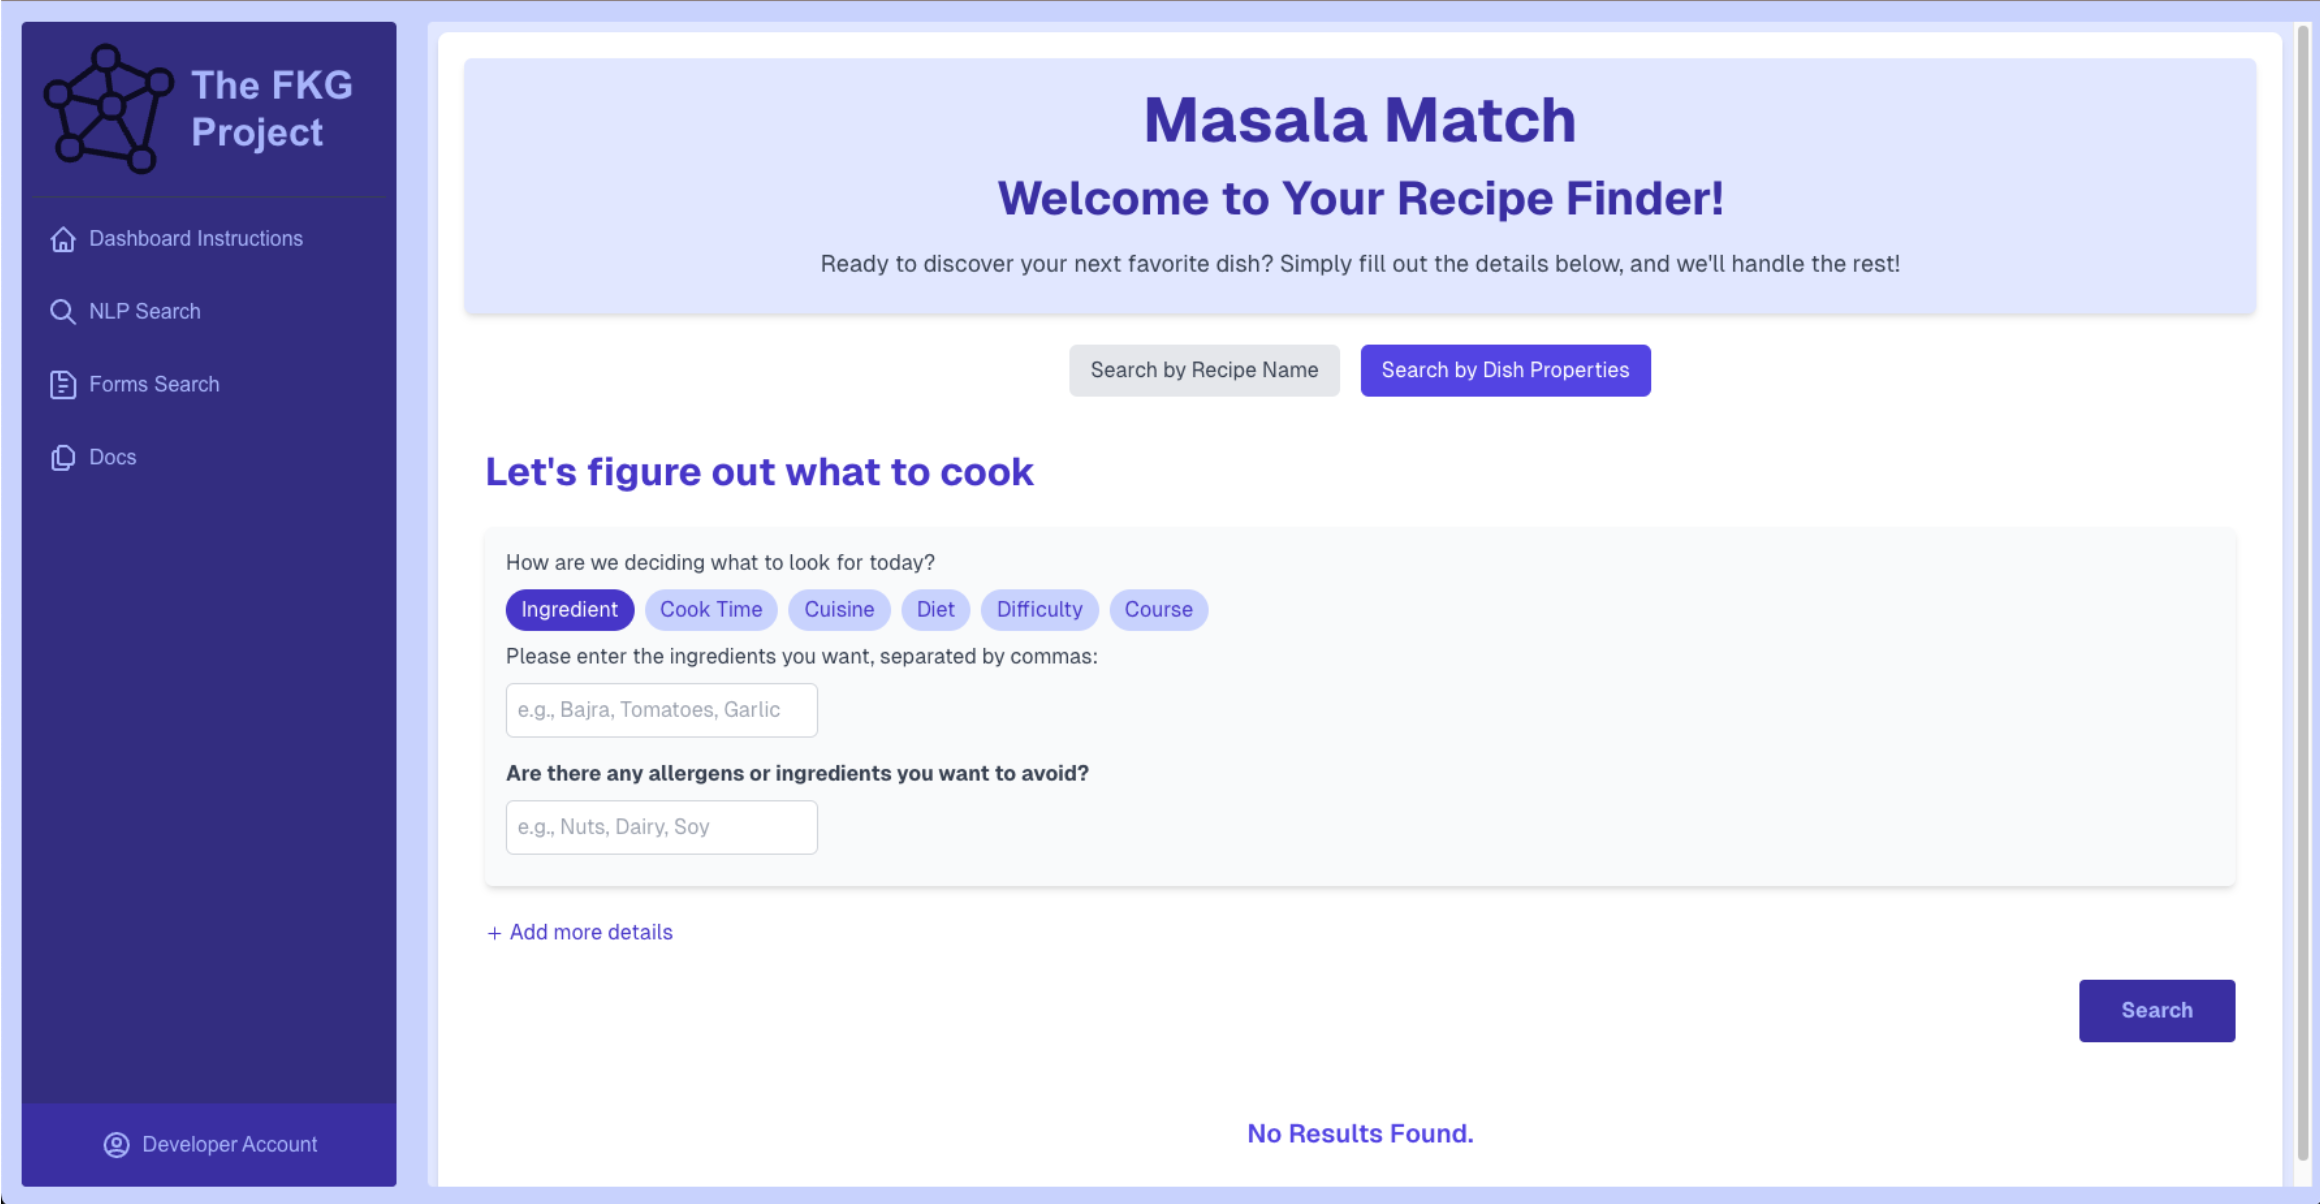 The FKG
Project
Dashboard Instructions
NLP Search
Forms Search
Docs
Developer Account
Masala Match
Welcome to Your Recipe Finder!
Ready to discover your next favorite dish? Simply fill out the details below, and we'll handle the rest!
Search by Recipe Name
Search by Dish Properties
Let's figure out what to cook
How are we deciding what to look for today?
Ingredient Cook Time Cuisine Diet Difficulty Course
Please enter the ingredients you want, separated by commas:
e.g., Bajra, Tomatoes, Garlic
Are there any allergens or ingredients you want to avoid?
e.g., Nuts, Dairy, Soy
+ Add more details
Search
No Results Found.